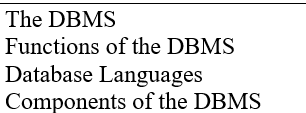 The DBMS
Functions of the DBMS
Database Languages
Components of the DBMS